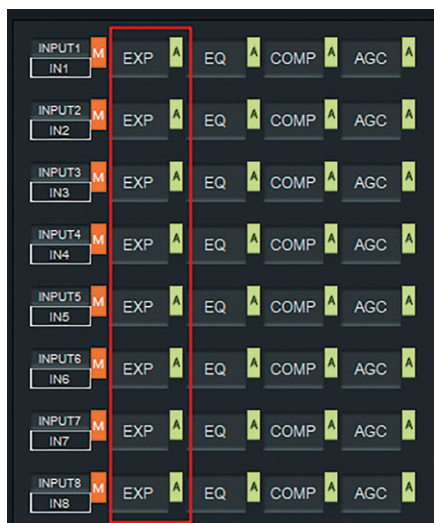 INPUT1 M EXP A EQ A COMP A AGC A
IN1
INPUT2 M EXP A EQ A COMP A AGC A
IN2
INPUT3 M EXP A EQ A COMP A AGC A
IN3
INPUT4 M EXP A EQ A COMP A AGC A
IN4
INPUT5 M EXP A EQ A COMP A AGC A
IN5
INPUT6 M EXP A EQ A COMP A AGC A
IN6
INPUT7 M EXP A EQ A COMP A AGC A
IN7
INPUT8 M EXP A EQ A COMP A AGC A
IN8